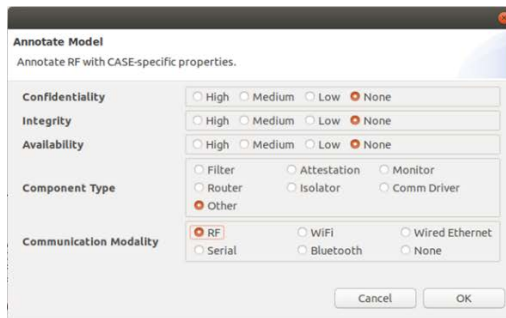 Annotate Model
Annotate RF with CASE-specific properties.
Confidentiality High Medium Low None
Integrity High Medium Low None
Availability High Medium Low None
Filter Attestation Monitor
Component Type Router Isolator Comm Driver
Other
RF WiFi Wired Ethernet
Communication Modality
Serial Bluetooth None
Cancel OK